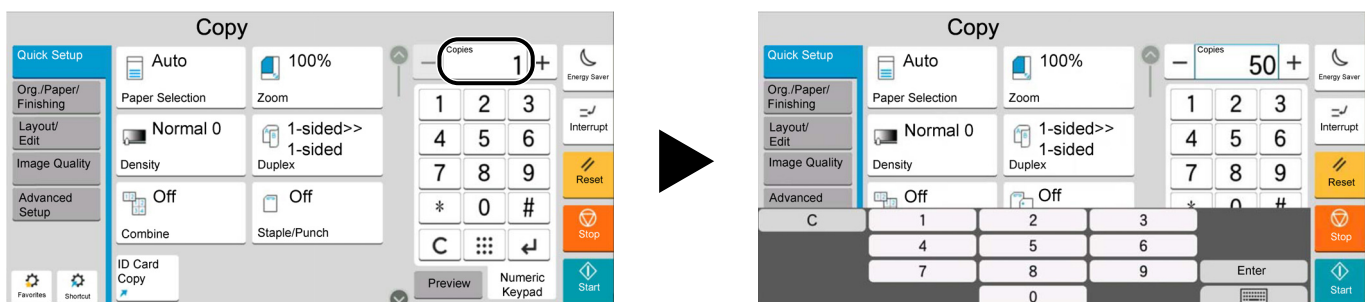 Copy
Quick Setup
Org./Paper/
Finishing
Layout/
Edit
Image Quality
Advanced
Setup
Favorites
Shortcut
Auto
Paper Selection
100%
Zoom
Normal 0
Density
1-sided>>
1-sided
Duplex
Off
Combine
Off
Staple/Punch
ID Card
Copy
Copies
− 1 +
1 2 3
4 5 6
7 8 9
* 0 #
C
Preview
Numeric
Keypad
Energy Saver
Interrupt
Reset
Stop
Start
Copy
Quick Setup
Org./Paper/
Finishing
Layout/
Edit
Image Quality
Advanced
Auto
Paper Selection
100%
Zoom
Normal 0
Density
1-sided>>
1-sided
Duplex
Off
Off
Copies
− 50 +
1 2 3
4 5 6
7 8 9
* 0 #
Energy Saver
Interrupt
Reset
Stop
Start
C 1 2 3
4 5 6
7 8 9 Enter
0